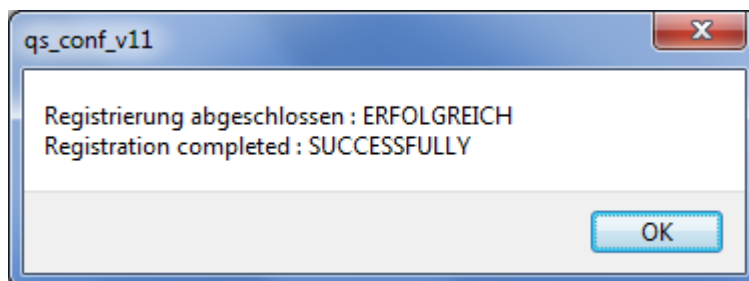 qs_conf_v11
Registrierung abgeschlossen : ERFOLGREICH
Registration completed : SUCCESSFULLY
OK